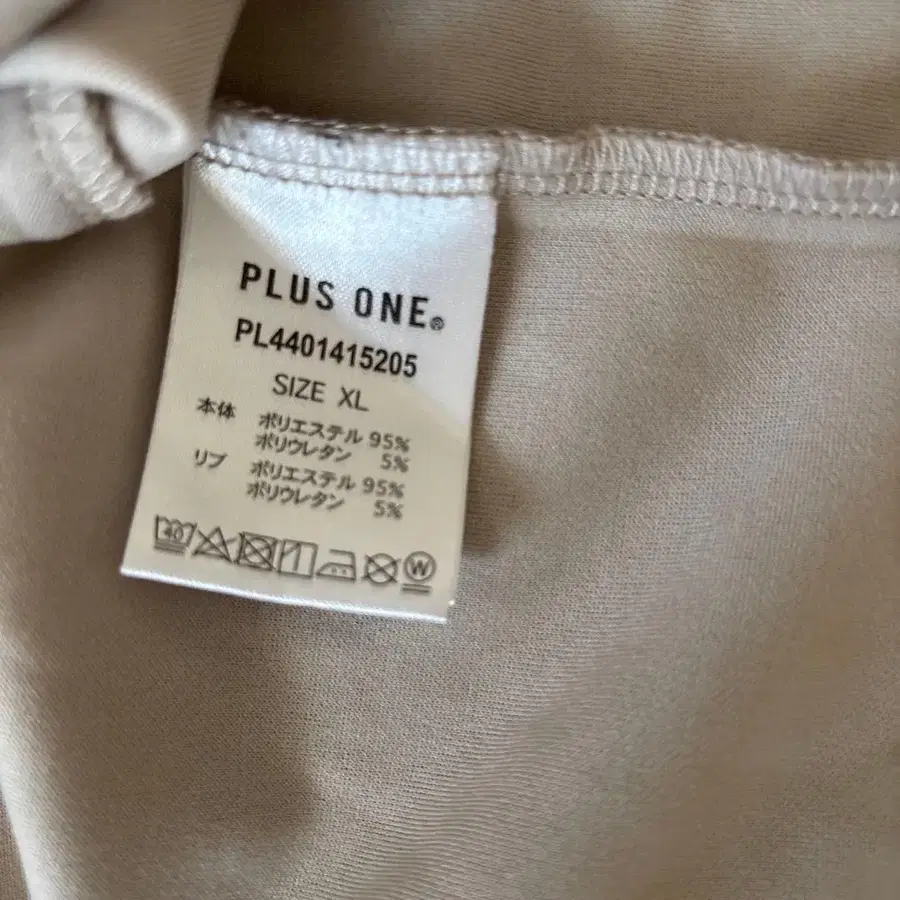 PLUS ONE®
PL4401415205
SIZE XL
本体 ポリエステル 95%
ポリウレタン 5%
リブ ポリエステル 95%
ポリウレタン 5%
40 W